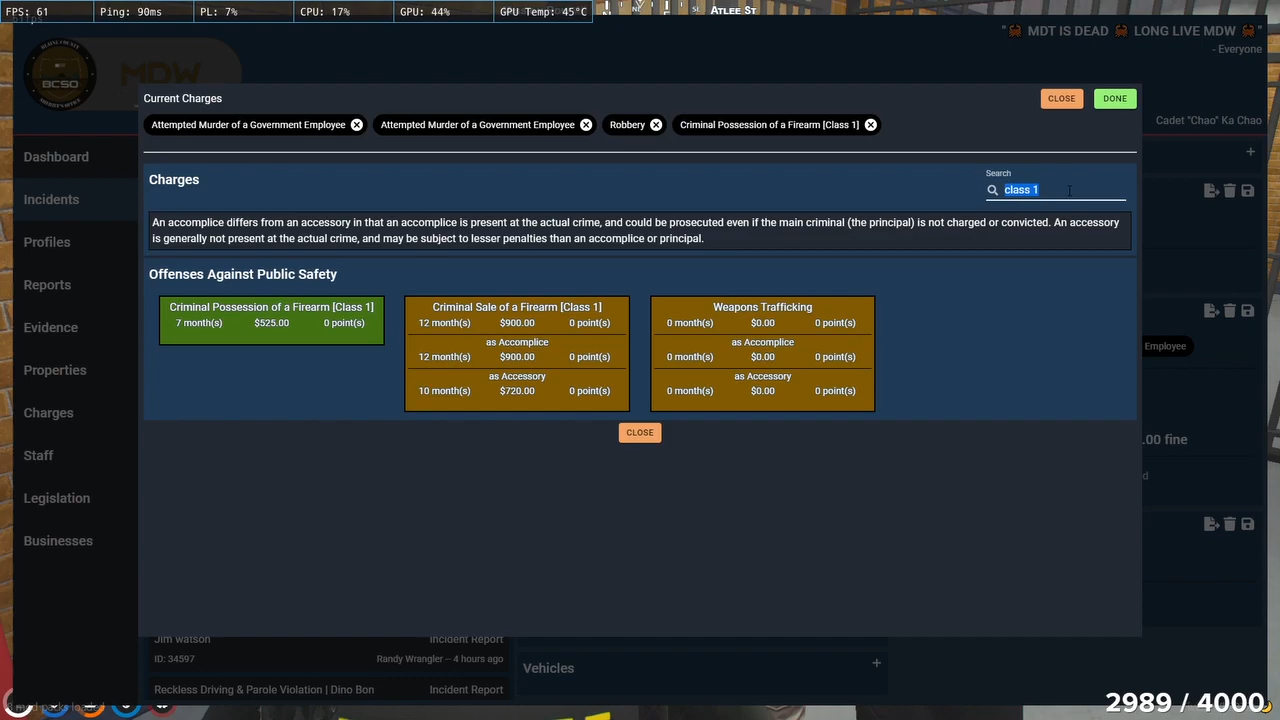 FPS: 61 Ping: 90ms PL: 7% CPU: 17% GPU: 44% GPU Temp: 45°C
ATLEE ST
" MDT IS DEAD LONG LIVE MDW "
- Everyone
BCSO
MDW
Current Charges
CLOSE
DONE
Attempted Murder of a Government Employee
Attempted Murder of a Government Employee
Robbery
Criminal Possession of a Firearm [Class 1]
Cadet "Chao" Ka Chao
Dashboard
Incidents
Profiles
Reports
Evidence
Properties
Charges
Staff
Legislation
Businesses
Charges
Search
class 1
An accomplice differs from an accessory in that an accomplice is present at the actual crime, and could be prosecuted even if the main criminal (the principal) is not charged or convicted. An accessory
is generally not present at the actual crime, and may be subject to lesser penalties than an accomplice or principal.
Offenses Against Public Safety
Criminal Possession of a Firearm [Class 1]
7 month(s) $525.00 0 point(s)
Criminal Sale of a Firearm [Class 1]
12 month(s) $900.00 0 point(s)
as Accomplice
12 month(s) $900.00 0 point(s)
as Accessory
10 month(s) $720.00 0 point(s)
Weapons Trafficking
0 month(s) $0.00 0 point(s)
as Accomplice
0 month(s) $0.00 0 point(s)
as Accessory
0 month(s) $0.00 0 point(s)
CLOSE
Employee
.00 fine
d
Jim watson Incident Report
ID: 34597 Randy Wrangler – 4 hours ago
Reckless Driving & Parole Violation | Dino Bon Incident Report
Vehicles
packs loaded
2989 / 4000